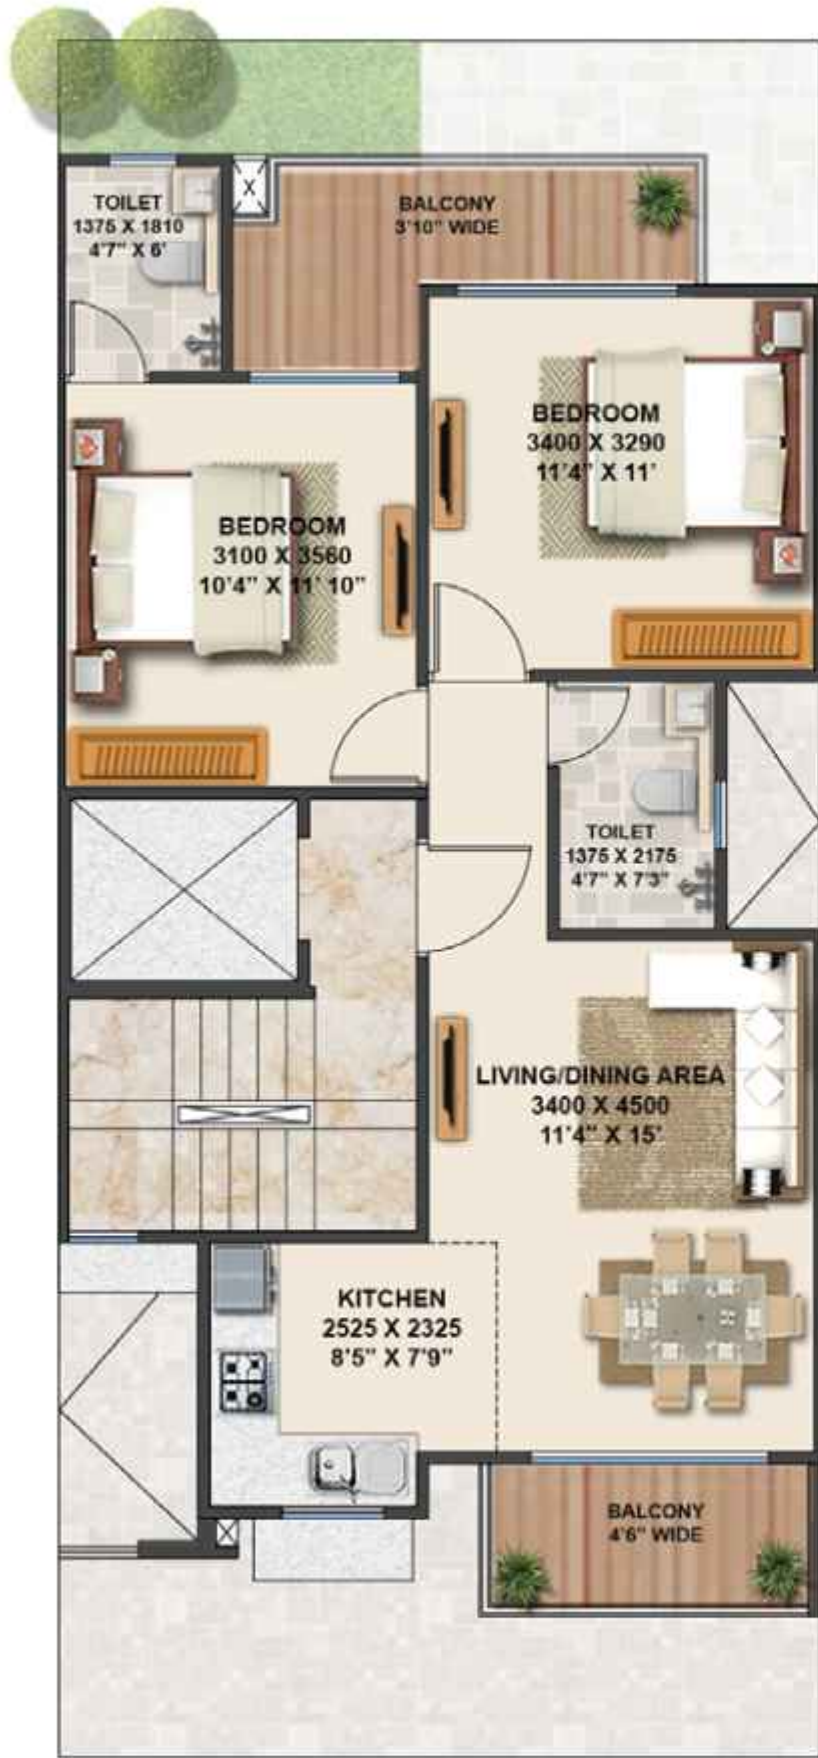 TOILET
1375 X 1810
4'7" X 6'
X
BALCONY
3'10" WIDE
BEDROOM
3400 X 3290
11'4" X 11'
BEDROOM
3100 X 3560
10'4" X 11' 10"
TOILET
1375 X 2175
4'7" X 7'3"
LIVING/DINING AREA
3400 X 4500
11'4" X 15'
KITCHEN
2525 X 2325
8'5" X 7'9"
BALCONY
4'6" WIDE